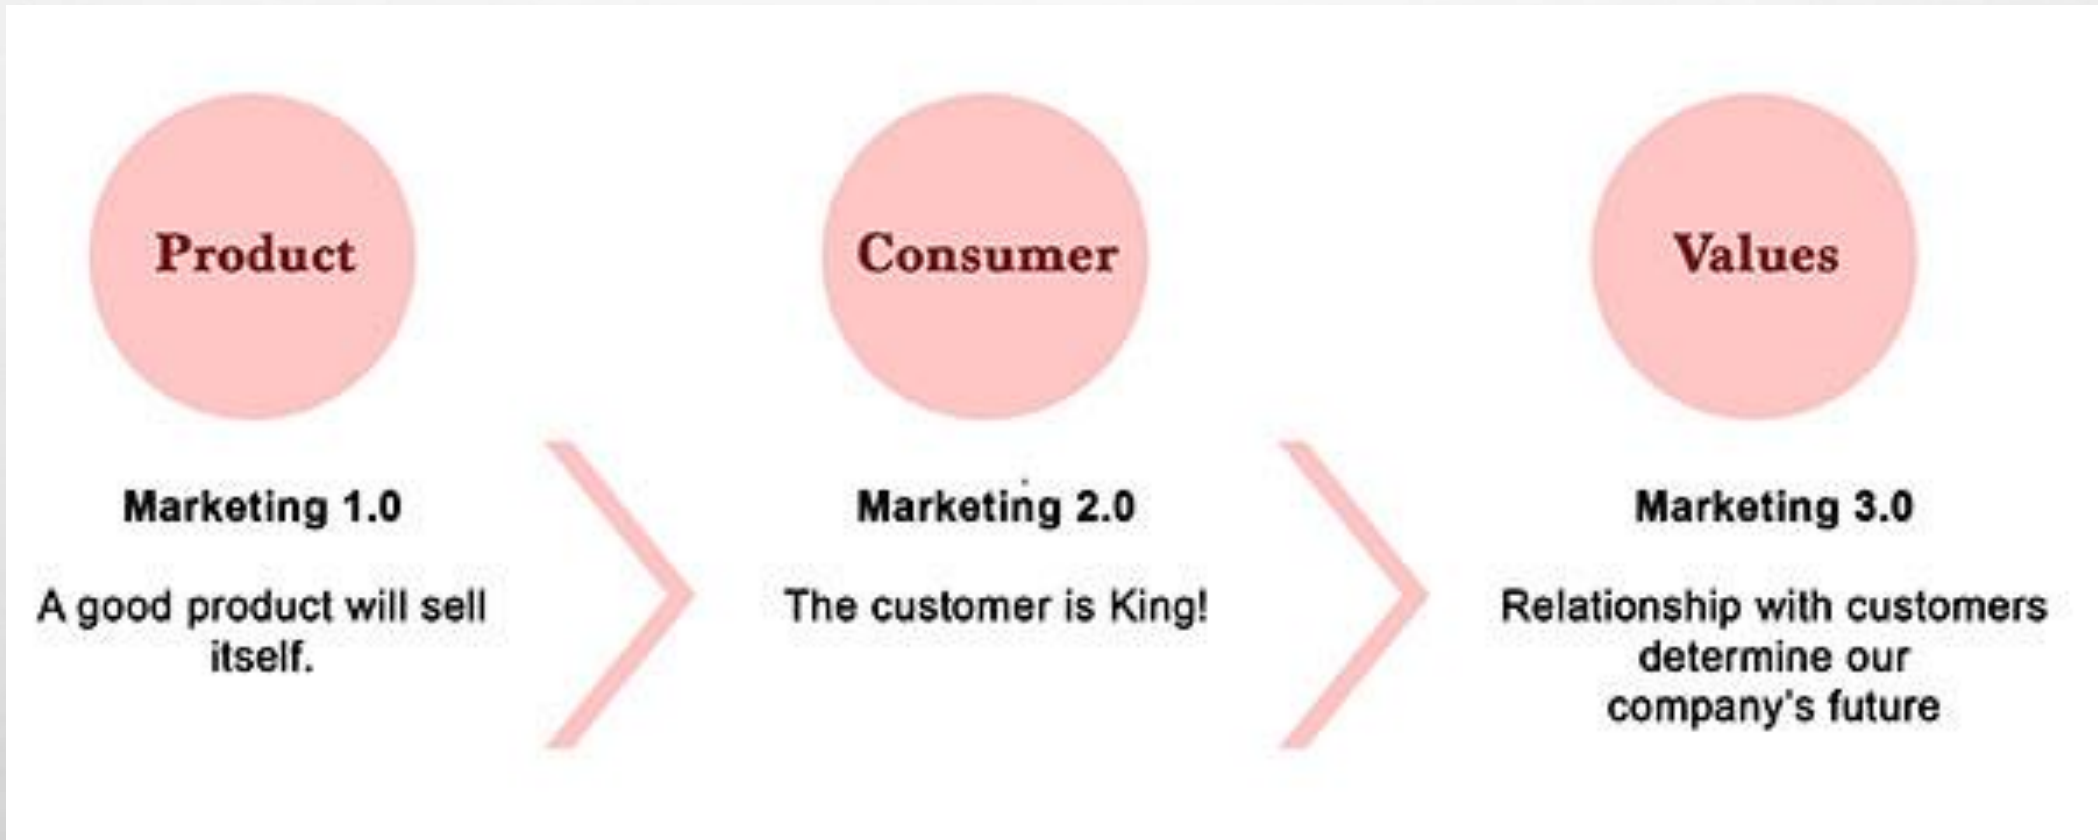 Product
Marketing 1.0
A good product will sell
itself.
Consumer
Marketing 2.0
The customer is King!
Values
Marketing 3.0
Relationship with customers
determine our
company's future